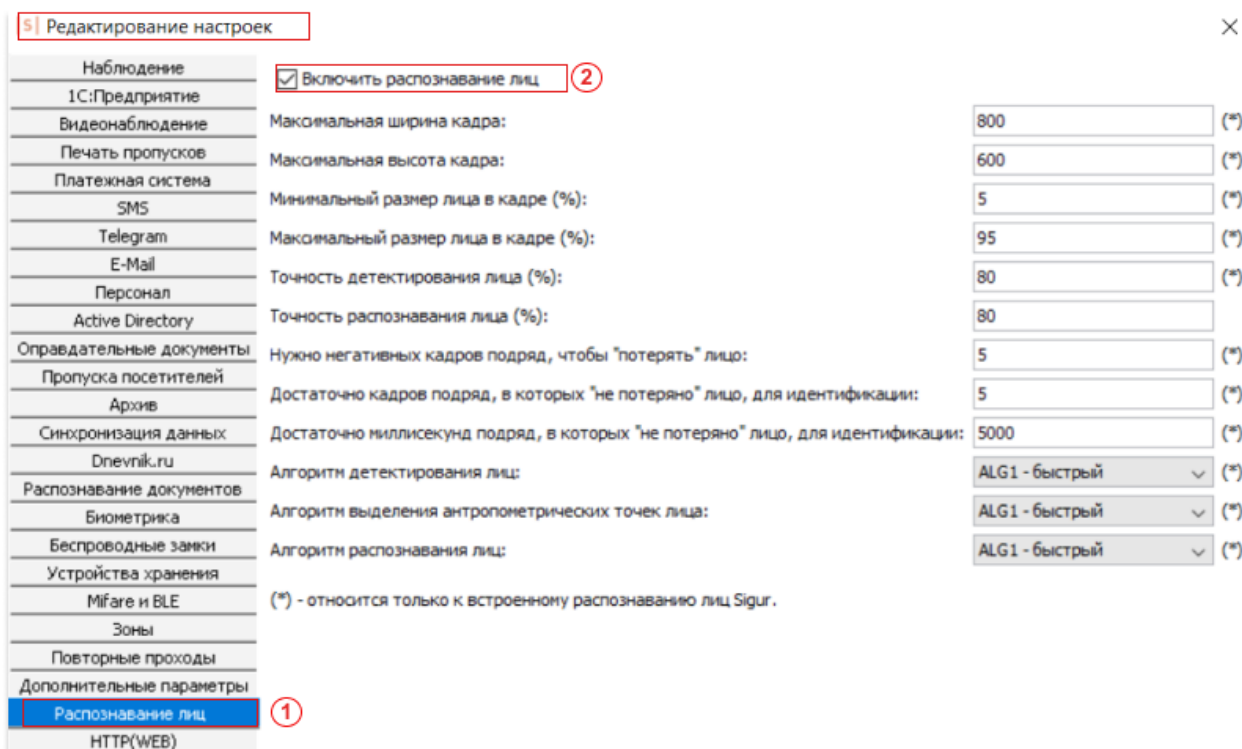 S| Редактирование настроек
Наблюдение
1С:Предприятие
Видеонаблюдение
Печать пропусков
Платежная система
SMS
Telegram
E-Mail
Персонал
Active Directory
Оправдательные документы
Пропуска посетителей
Архив
Синхронизация данных
Dnevnik.ru
Распознавание документов
Биометрика
Беспроводные замки
Устройства хранения
Mifare и BLE
Зоны
Повторные проходы
Дополнительные параметры
Распознавание лиц 1
HTTP(WEB)
Включить распознавание лиц 2
Максимальная ширина кадра: 800 (*)
Максимальная высота кадра: 600 (*)
Минимальный размер лица в кадре (%): 5 (*)
Максимальный размер лица в кадре (%): 95 (*)
Точность детектирования лица (%): 80 (*)
Точность распознавания лица (%): 80
Нужно негативных кадров подряд, чтобы "потерять" лицо: 5 (*)
Достаточно кадров подряд, в которых "не потеряно" лицо, для идентификации: 5 (*)
Достаточно миллисекунд подряд, в которых "не потеряно" лицо, для идентификации: 5000 (*)
Алгоритм детектирования лиц: ALG1 - быстрый (*)
Алгоритм выделения антропометрических точек лица: ALG1 - быстрый (*)
Алгоритм распознавания лиц: ALG1 - быстрый (*)
(*) - относится только к встроенному распознаванию лиц Sigur.